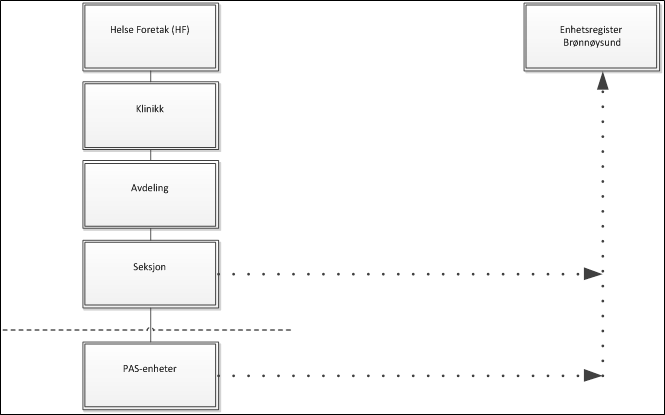 Helse Foretak (HF)
Enhetsregister
Brønnøysund
Klinikk
Avdeling
Seksjon
PAS-enheter